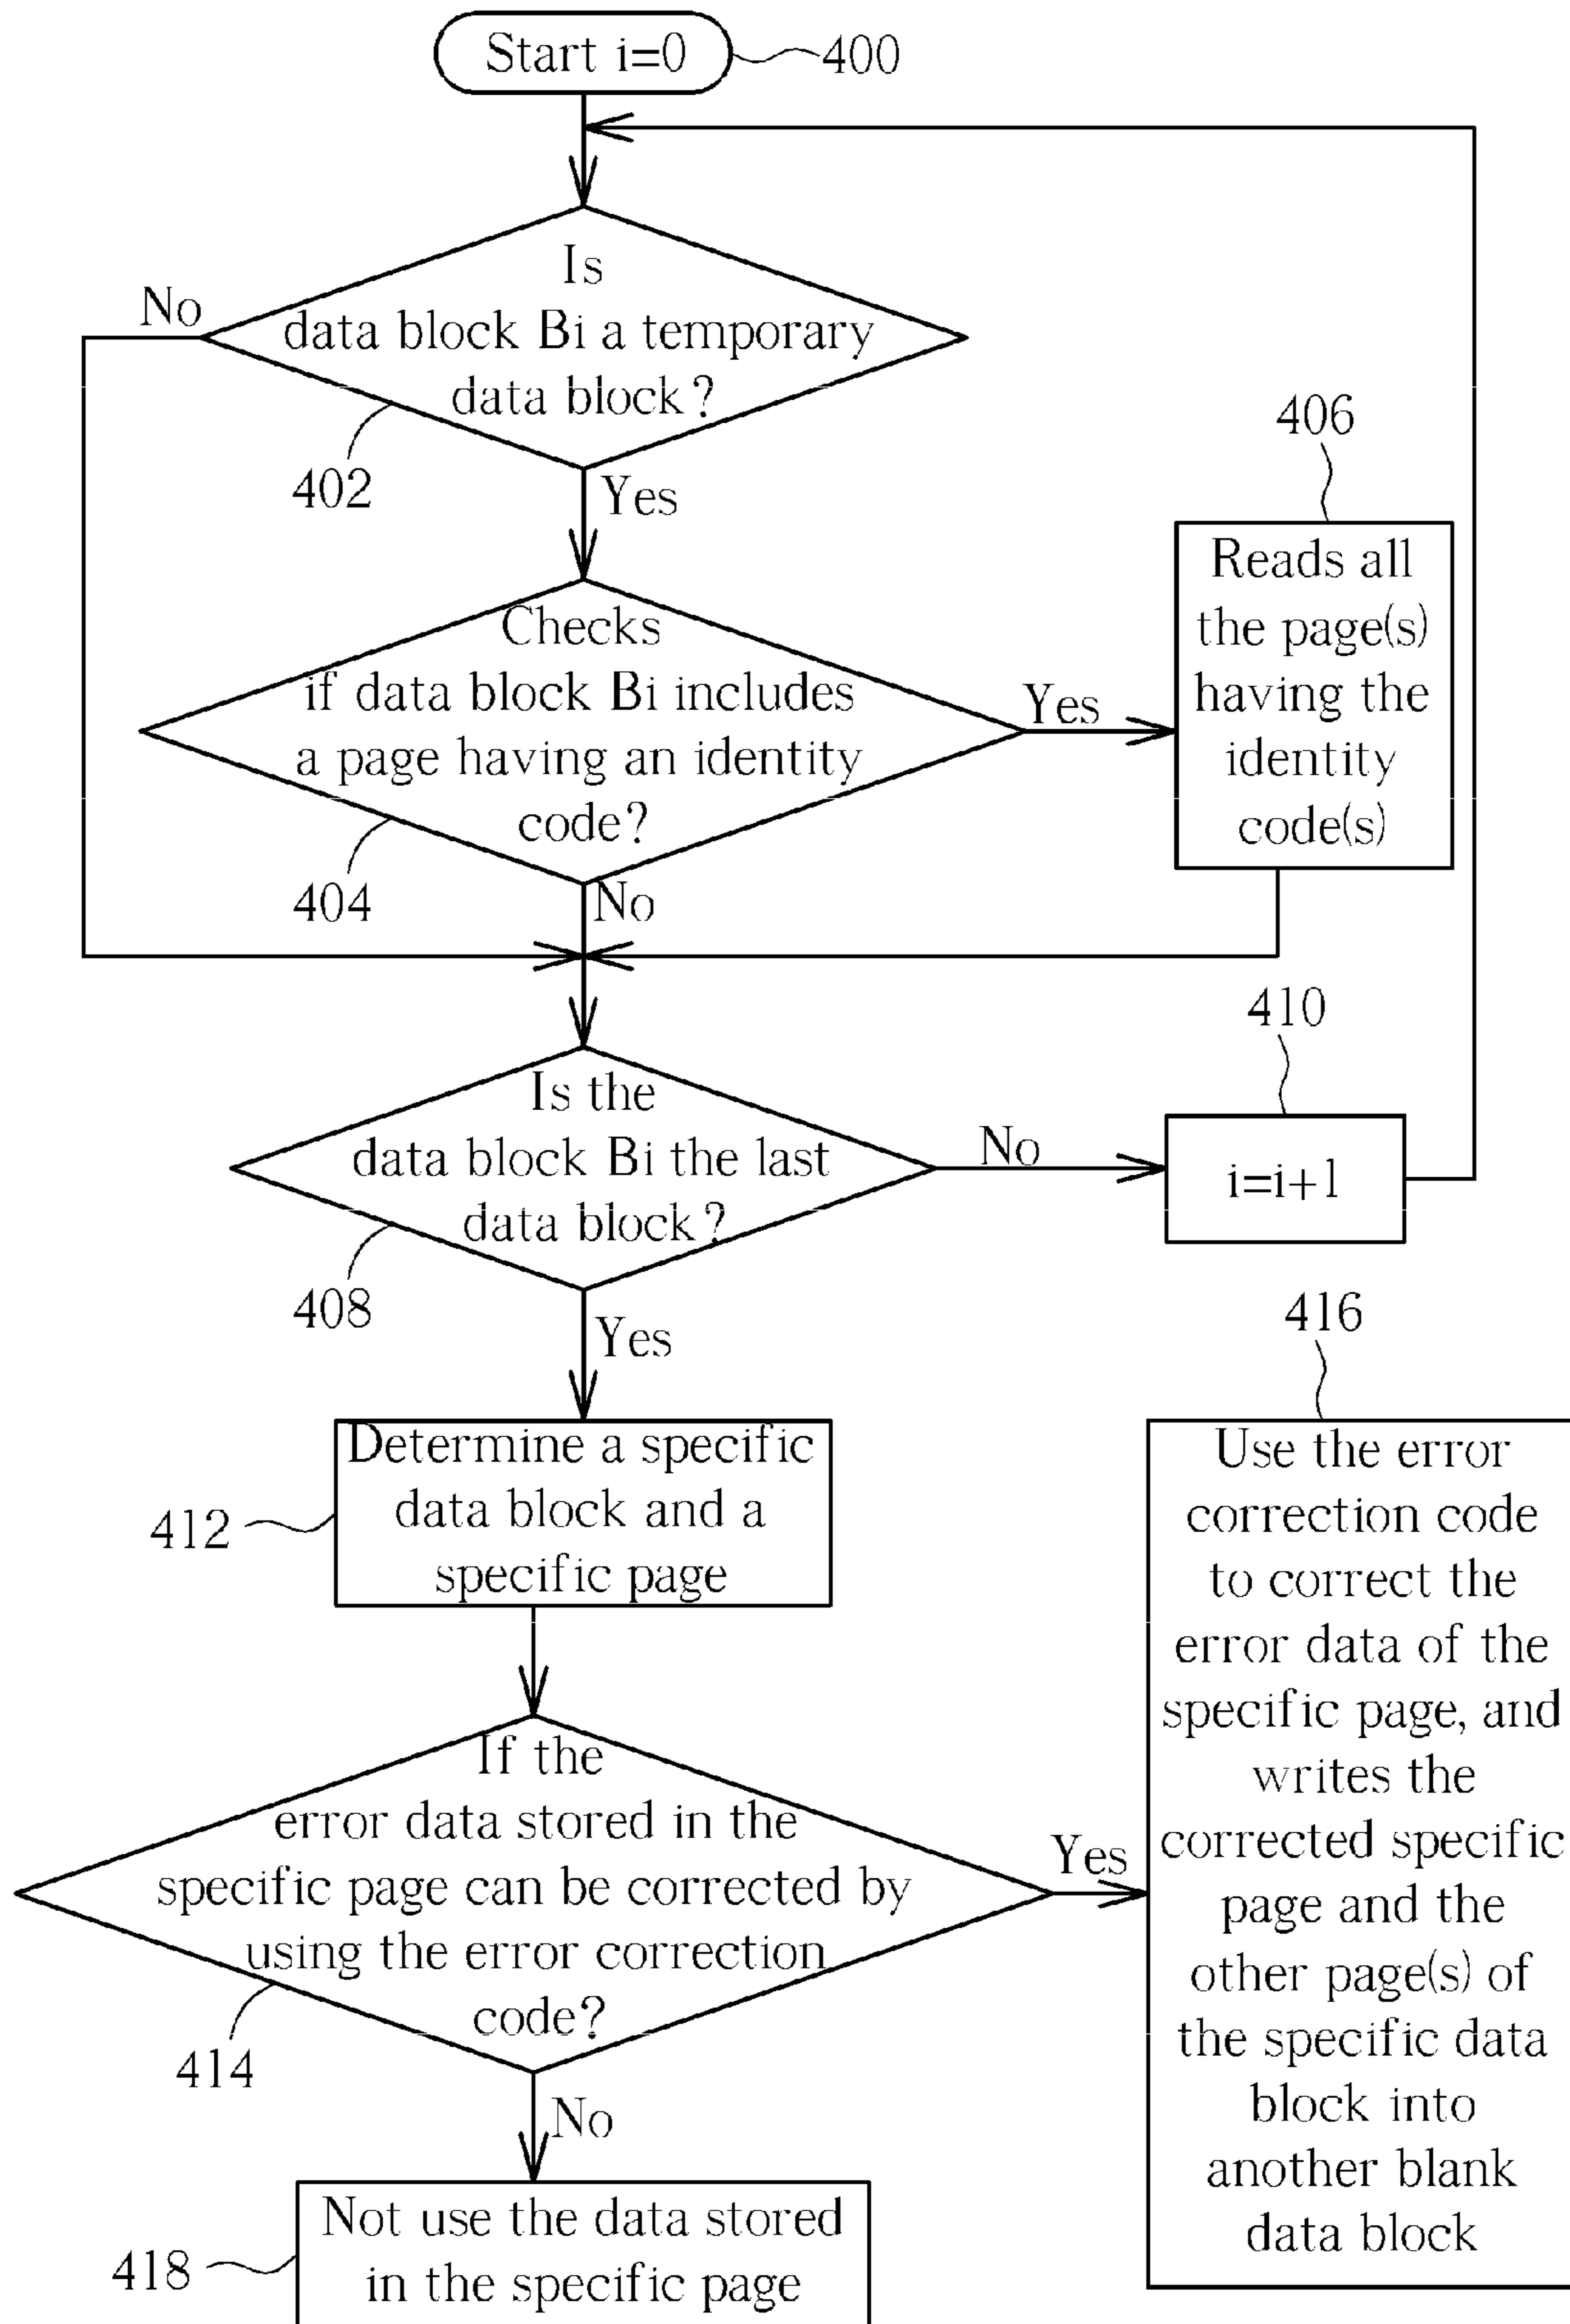 Start i=0
400
Is
data block Bi a temporary
data block?
No
402
Yes
406
Reads all
the page(s)
having the
identity
code(s)
Checks
if data block Bi includes
a page having an identity
code?
Yes
404
No
410
Is the
data block Bi the last
data block?
No
i=i+1
408
Yes
416
Determine a specific
data block and a
specific page
412
If the
error data stored in the
specific page can be corrected by
using the error correction
code?
Yes
414
No
Use the error
correction code
to correct the
error data of the
specific page, and
writes the
corrected specific
page and the
other page(s) of
the specific data
block into
another blank
data block
Not use the data stored
in the specific page
418